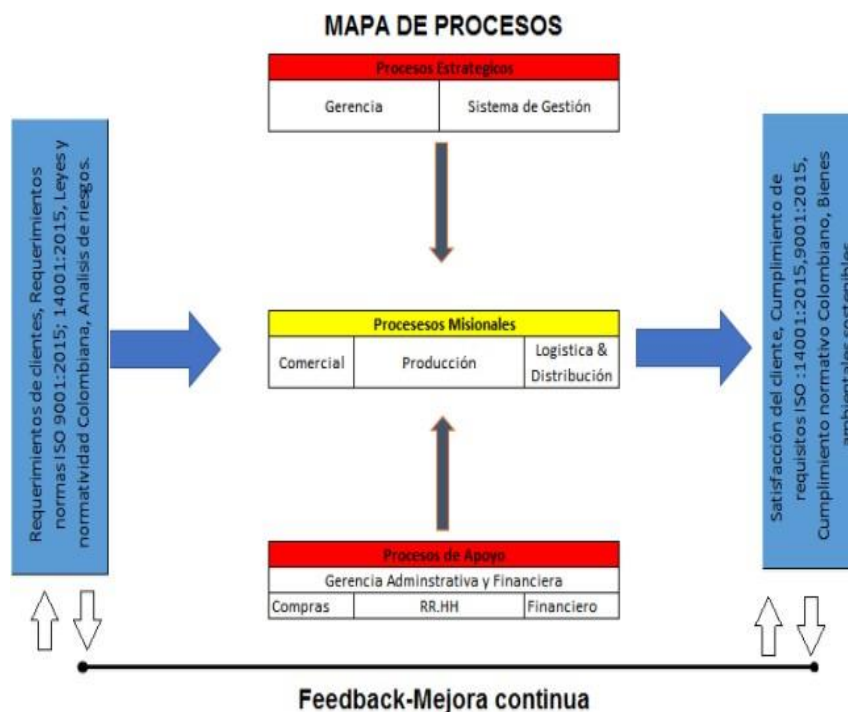 MAPA DE PROCESOS
Procesos Estrategicos
Gerencia
Sistema de Gestión
Requerimientos de clientes, Requerimientos
normas ISO 9001:2015; 14001:2015, Leyes y
normatividad Colombiana, Analisis de riesgos.
Procesesos Misionales
Comercial
Producción
Logistica &
Distribución
Satisfacción del cliente, Cumplimiento de
requisitos ISO :14001:2015,9001:2015,
Cumplimiento normativo Colombiano, Bienes
ambientales sostenibles
Procesos de Apoyo
Gerencia Adminstrativa y Financiera
Compras
RR.HH
Financiero
Feedback-Mejora continua